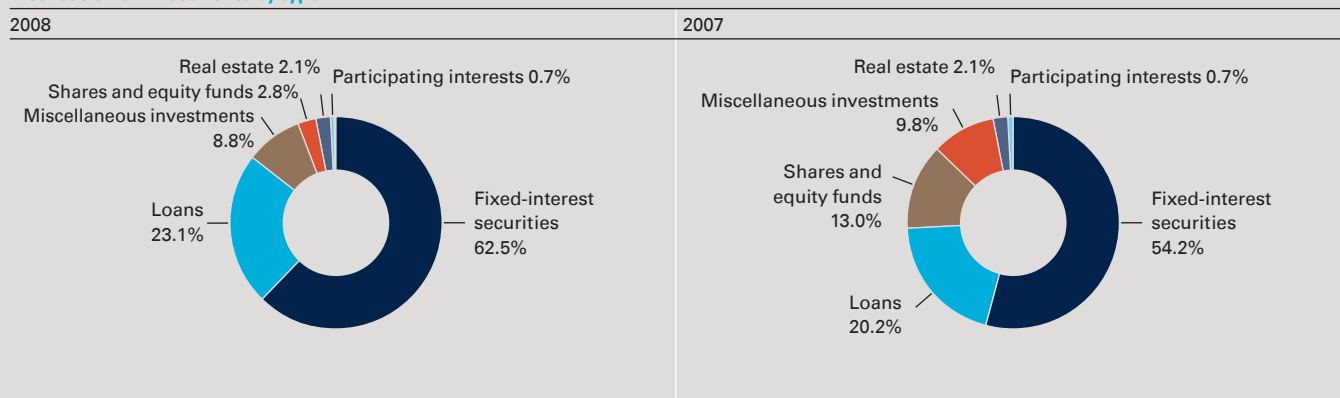 2008
Real estate 2.1%
Participating interests 0.7%
Shares and equity funds 2.8%
Miscellaneous investments
8.8%
Loans
23.1%
Fixed-interest
securities
62.5%
2007
Real estate 2.1%
Participating interests 0.7%
Miscellaneous investments
9.8%
Shares and
equity funds
13.0%
Fixed-interest
securities
54.2%
Loans
20.2%